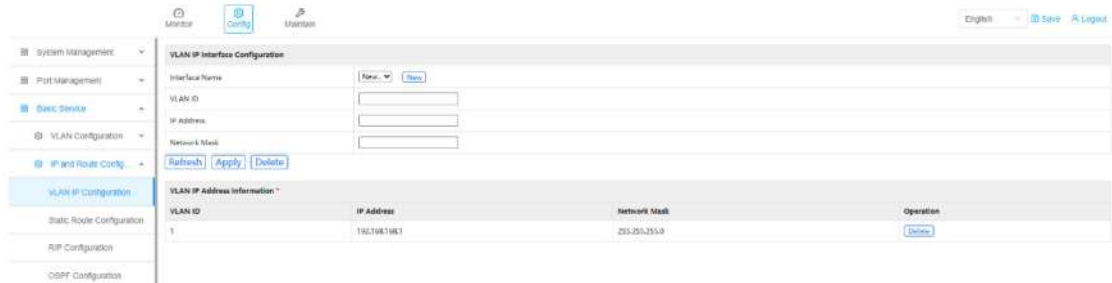 Monitor
Config
Maintain
English
Save
Logout
System Management
Port Management
Basic Service
VLAN Configuration
IP and Route Config...
VLAN IP Configuration
Static Route Configuration
RIP Configuration
OSPF Configuration
VLAN IP Interface Configuration
Interface Name
New..
New
VLAN ID
IP Address
Network Mask
Refresh
Apply
Delete
VLAN IP Address Information *
VLAN ID IP Address Network Mask Operation
1 192.168.198.1 255.255.255.0 Delete